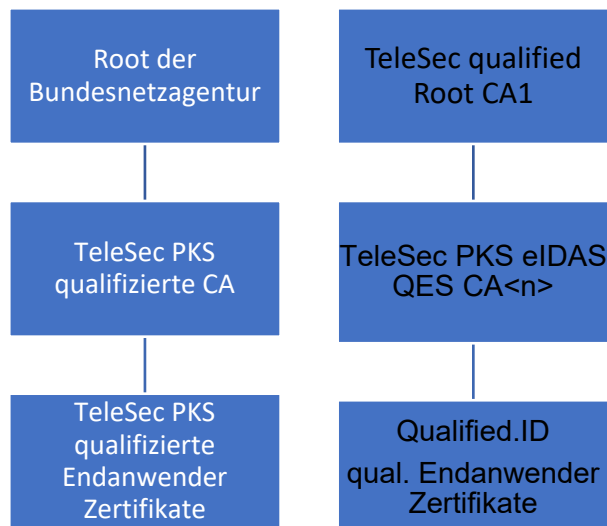 Root der
Bundesnetzagentur
TeleSec qualified
Root CA1
TeleSec PKS
qualifizierte CA
TeleSec PKS eIDAS
QES CA<n>
TeleSec PKS
qualifizierte
Endanwender
Zertifikate
Qualified.ID
qual. Endanwender
Zertifikate